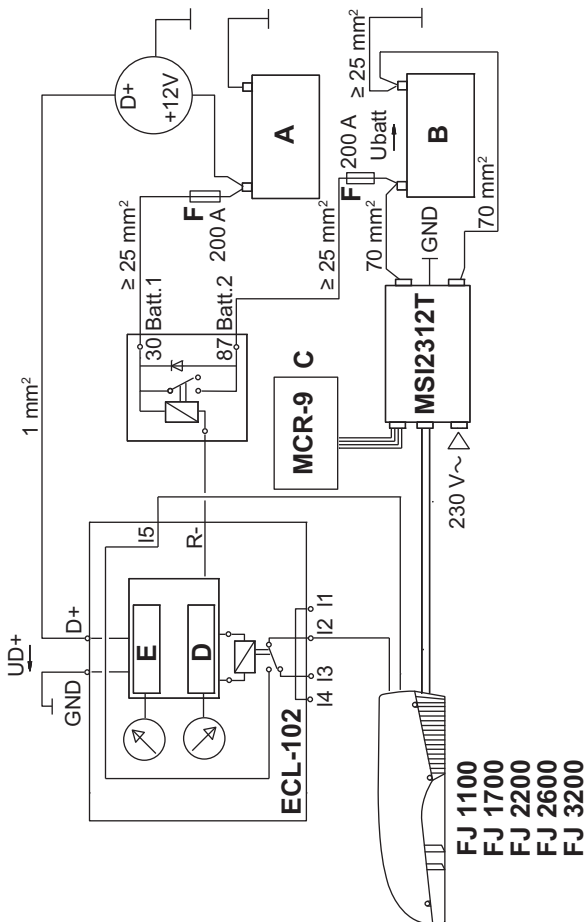 UD+
GND
D+
1 mm²
D+
+12V
I5
R-
E
D
I4
I3
I2
I1
ECL-102
30 Batt.1
87 Batt.2
≥ 25 mm²
F
200 A
A
≥ 25 mm²
F
200 A
Ubatt
B
≥ 25 mm²
70 mm²
70 mm²
GND
MCR-9
C
MSI2312T
230 V~
FJ 1100
FJ 1700
FJ 2200
FJ 2600
FJ 3200